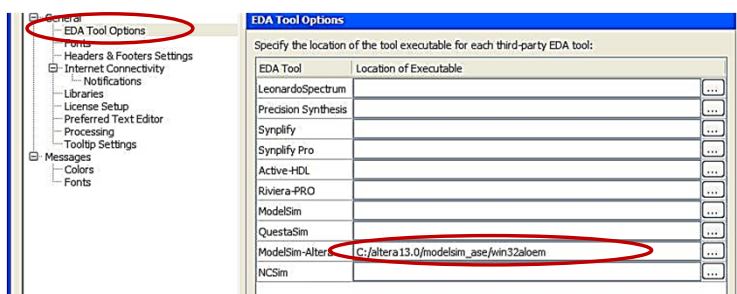 General
EDA Tool Options
Fonts
Headers & Footers Settings
Internet Connectivity
Notifications
Libraries
License Setup
Preferred Text Editor
Processing
Tooltip Settings
Messages
Colors
Fonts
EDA Tool Options
Specify the location of the tool executable for each third-party EDA tool:
EDA Tool Location of Executable
LeonardoSpectrum ...
Precision Synthesis ...
Synplify ...
Synplify Pro ...
Active-HDL ...
Riviera-PRO ...
ModelSim ...
QuestaSim ...
ModelSim-Altera C:/altera13.0/modelsim_ase/win32aloem ...
NCSim ...